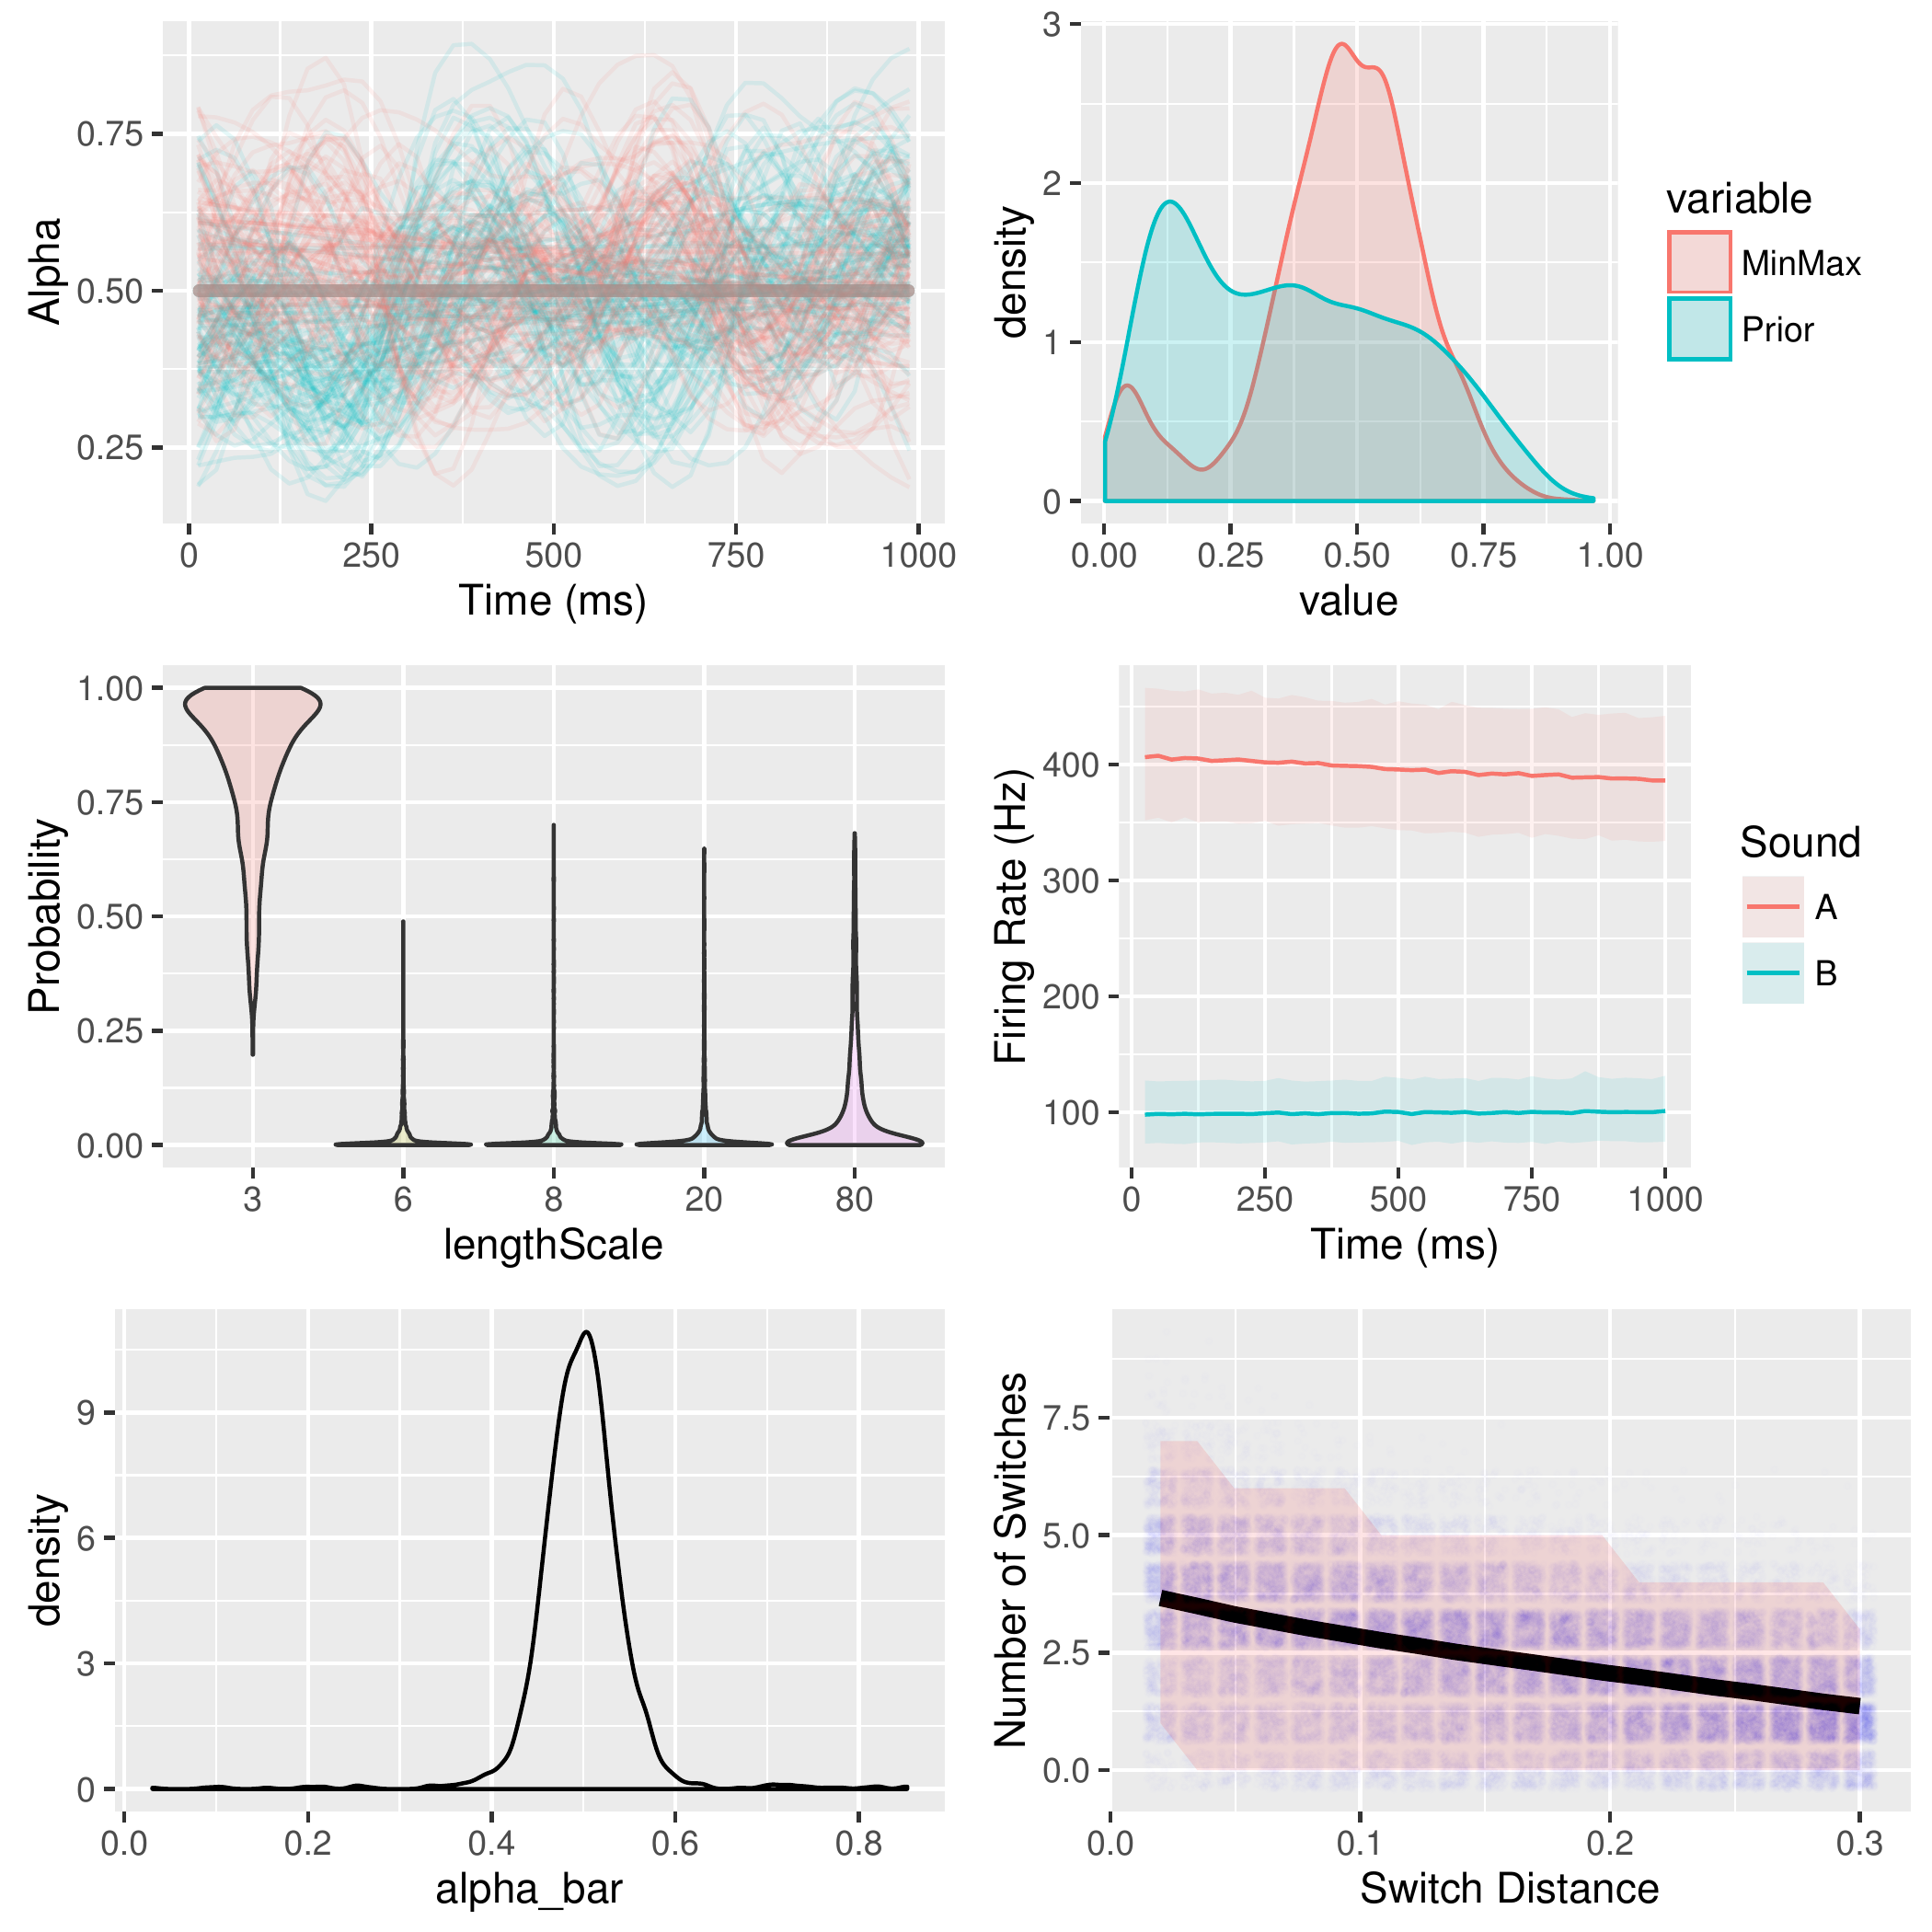 0.75
0.50
0.25
Alpha
0 250 500 750 1000
Time (ms)
3
2
1
0
density
0.00 0.25 0.50 0.75 1.00
value
variable
MinMax
Prior
1.00
0.75
0.50
0.25
0.00
Probability
3 6 8 20 80
lengthScale
400
300
200
100
Firing Rate (Hz)
0 250 500 750 1000
Time (ms)
Sound
A
B
9
6
3
0
density
0.0 0.2 0.4 0.6 0.8
alpha_bar
7.5
5.0
2.5
0.0
Number of Switches
0.0 0.1 0.2 0.3
Switch Distance